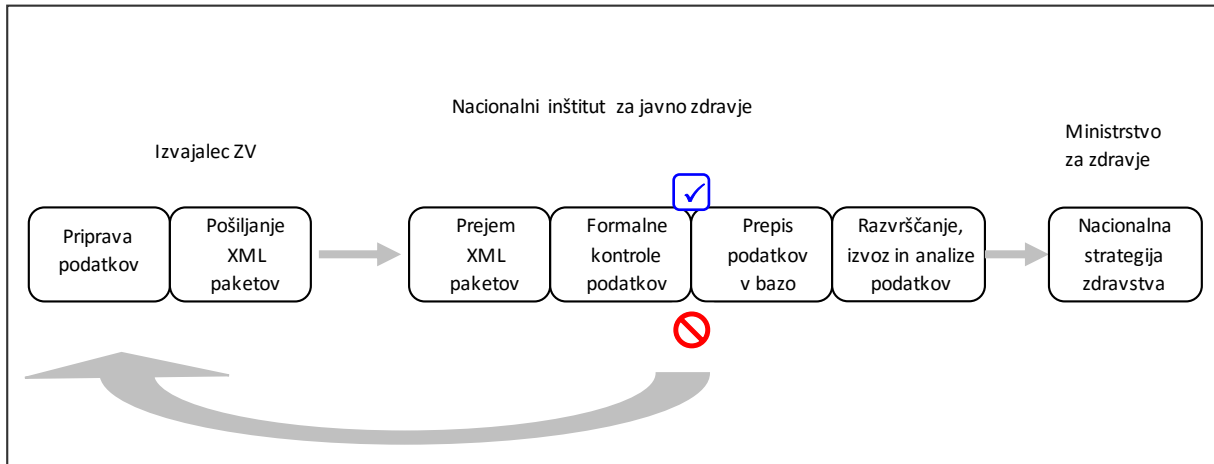 Nacionalni inštitut za javno zdravje
Ministrstvo
za zdravje
Izvajalec ZV
Priprava
podatkov
Pošiljanje
XML
paketov
Prejem
XML
paketov
Formalne
kontrole
podatkov
Prepis
podatkov
v bazo
Razvrščanje,
izvoz in analize
podatkov
Nacionalna
strategija
zdravstva